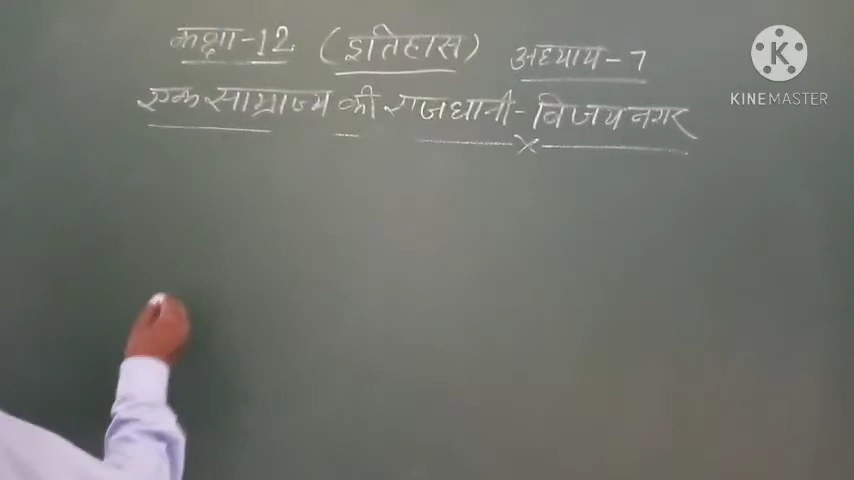 कक्षा-12 (इतिहास) अध्याय-7
एक साम्राज्य की राजधानी-विजयनगर
K
KINEMASTER